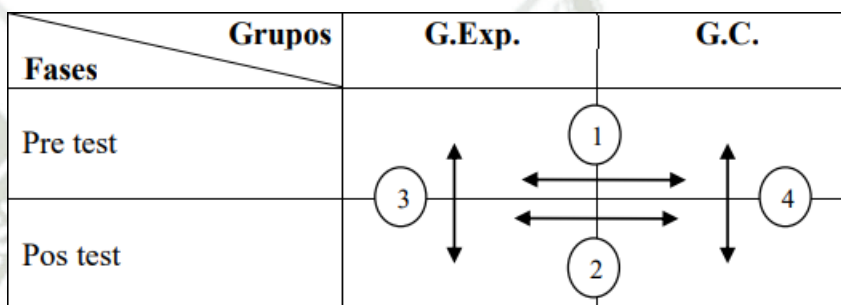 Grupos G.Exp. G.C.
Fases
Pre test
1
3
4
2
Pos test